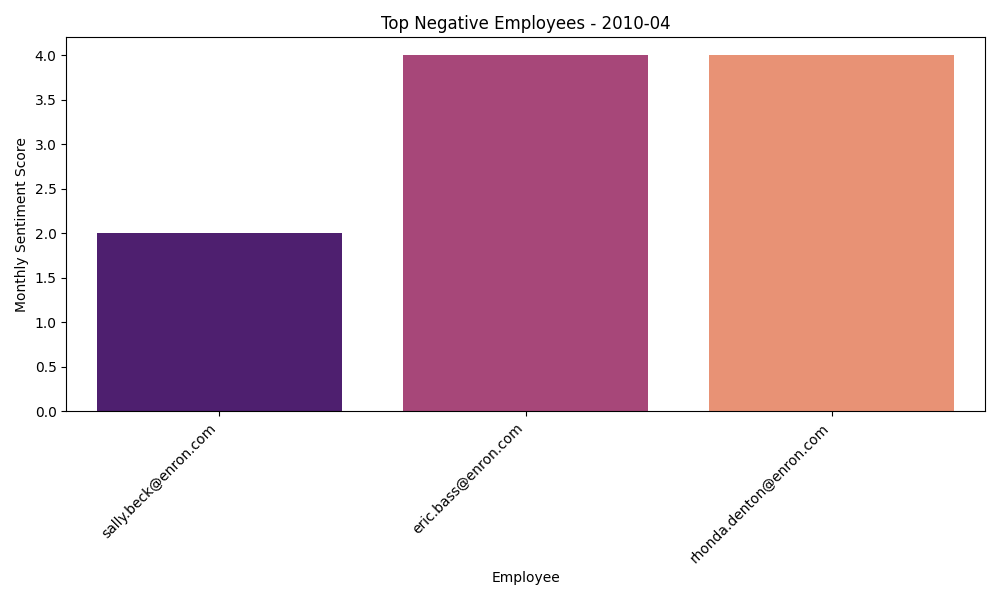 Top Negative Employees - 2010-04
Monthly Sentiment Score
4.0
3.5
3.0
2.5
2.0
1.5
1.0
0.5
0.0
sally.beck@enron.com
eric.bass@enron.com
rhonda.denton@enron.com
Employee